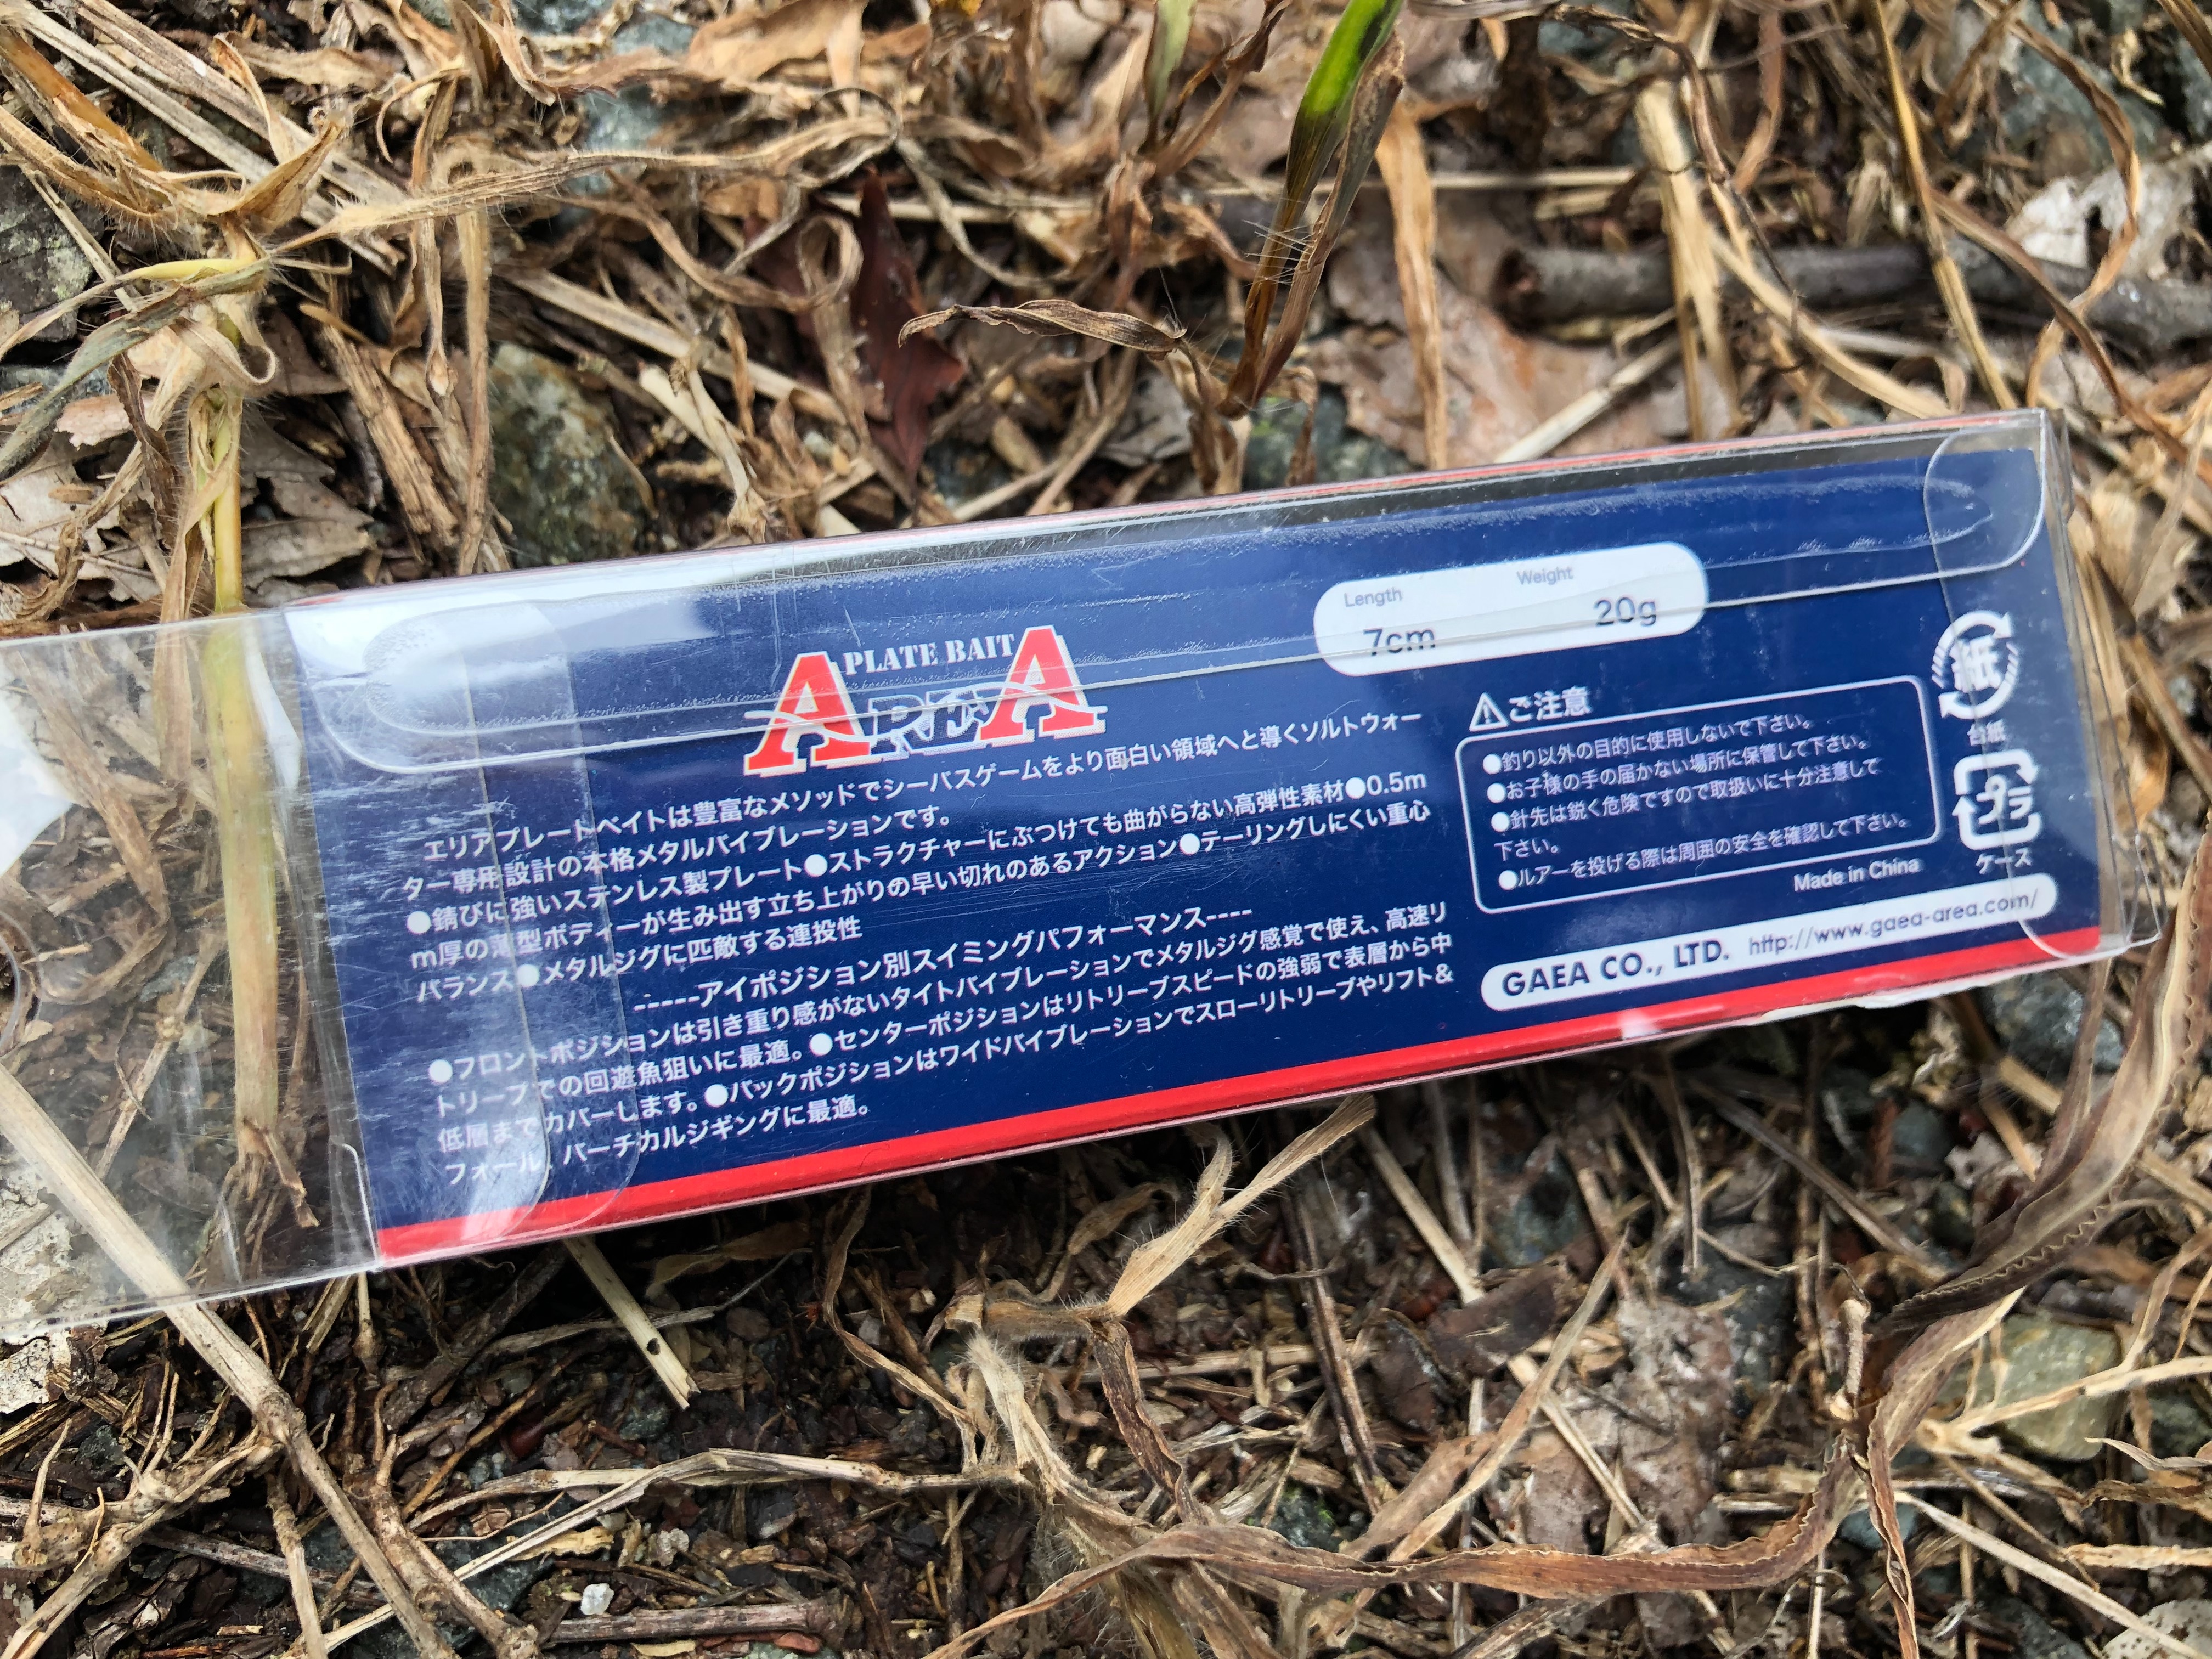 PLATE BAIT
AREA
Length
Weight
7cm
20g
エリアプレートベイトは豊富なメソッドでシーバスゲームをより面白い領域へと導くソルトウォー
ター専用設計の本格メタルバイブレーションです。
●錆びに強いステンレス製プレート●ストラクチャーにぶつけても曲がらない高弾性素材●0.5m
m厚の薄型ボディーが生み出す立ち上がりの早い切れのあるアクション●テーリングしにくい重心
バランス●メタルジグに匹敵する連投性
-----アイポジション別スイミングパフォーマンス----
●フロントポジションは引き重り感がないタイトバイブレーションでメタルジグ感覚で使え、高速リ
トリーブでの回遊魚狙いに最適。●センターポジションはリトリーブスピードの強弱で表層から中
低層までカバーします。●バックポジションはワイドバイブレーションでスローリトリーブやリフト&
フォール、バーチカルジギングに最適。
ご注意
●釣り以外の目的に使用しないで下さい。
●お子様の手の届かない場所に保管して下さい。
●針先は鋭く危険ですので取扱いに十分注意して
下さい。
●ルアーを投げる際は周囲の安全を確認して下さい。
Made in China
GAEA CO., LTD. http://www.gaea-area.com/
紙
台紙
プラ
ケース